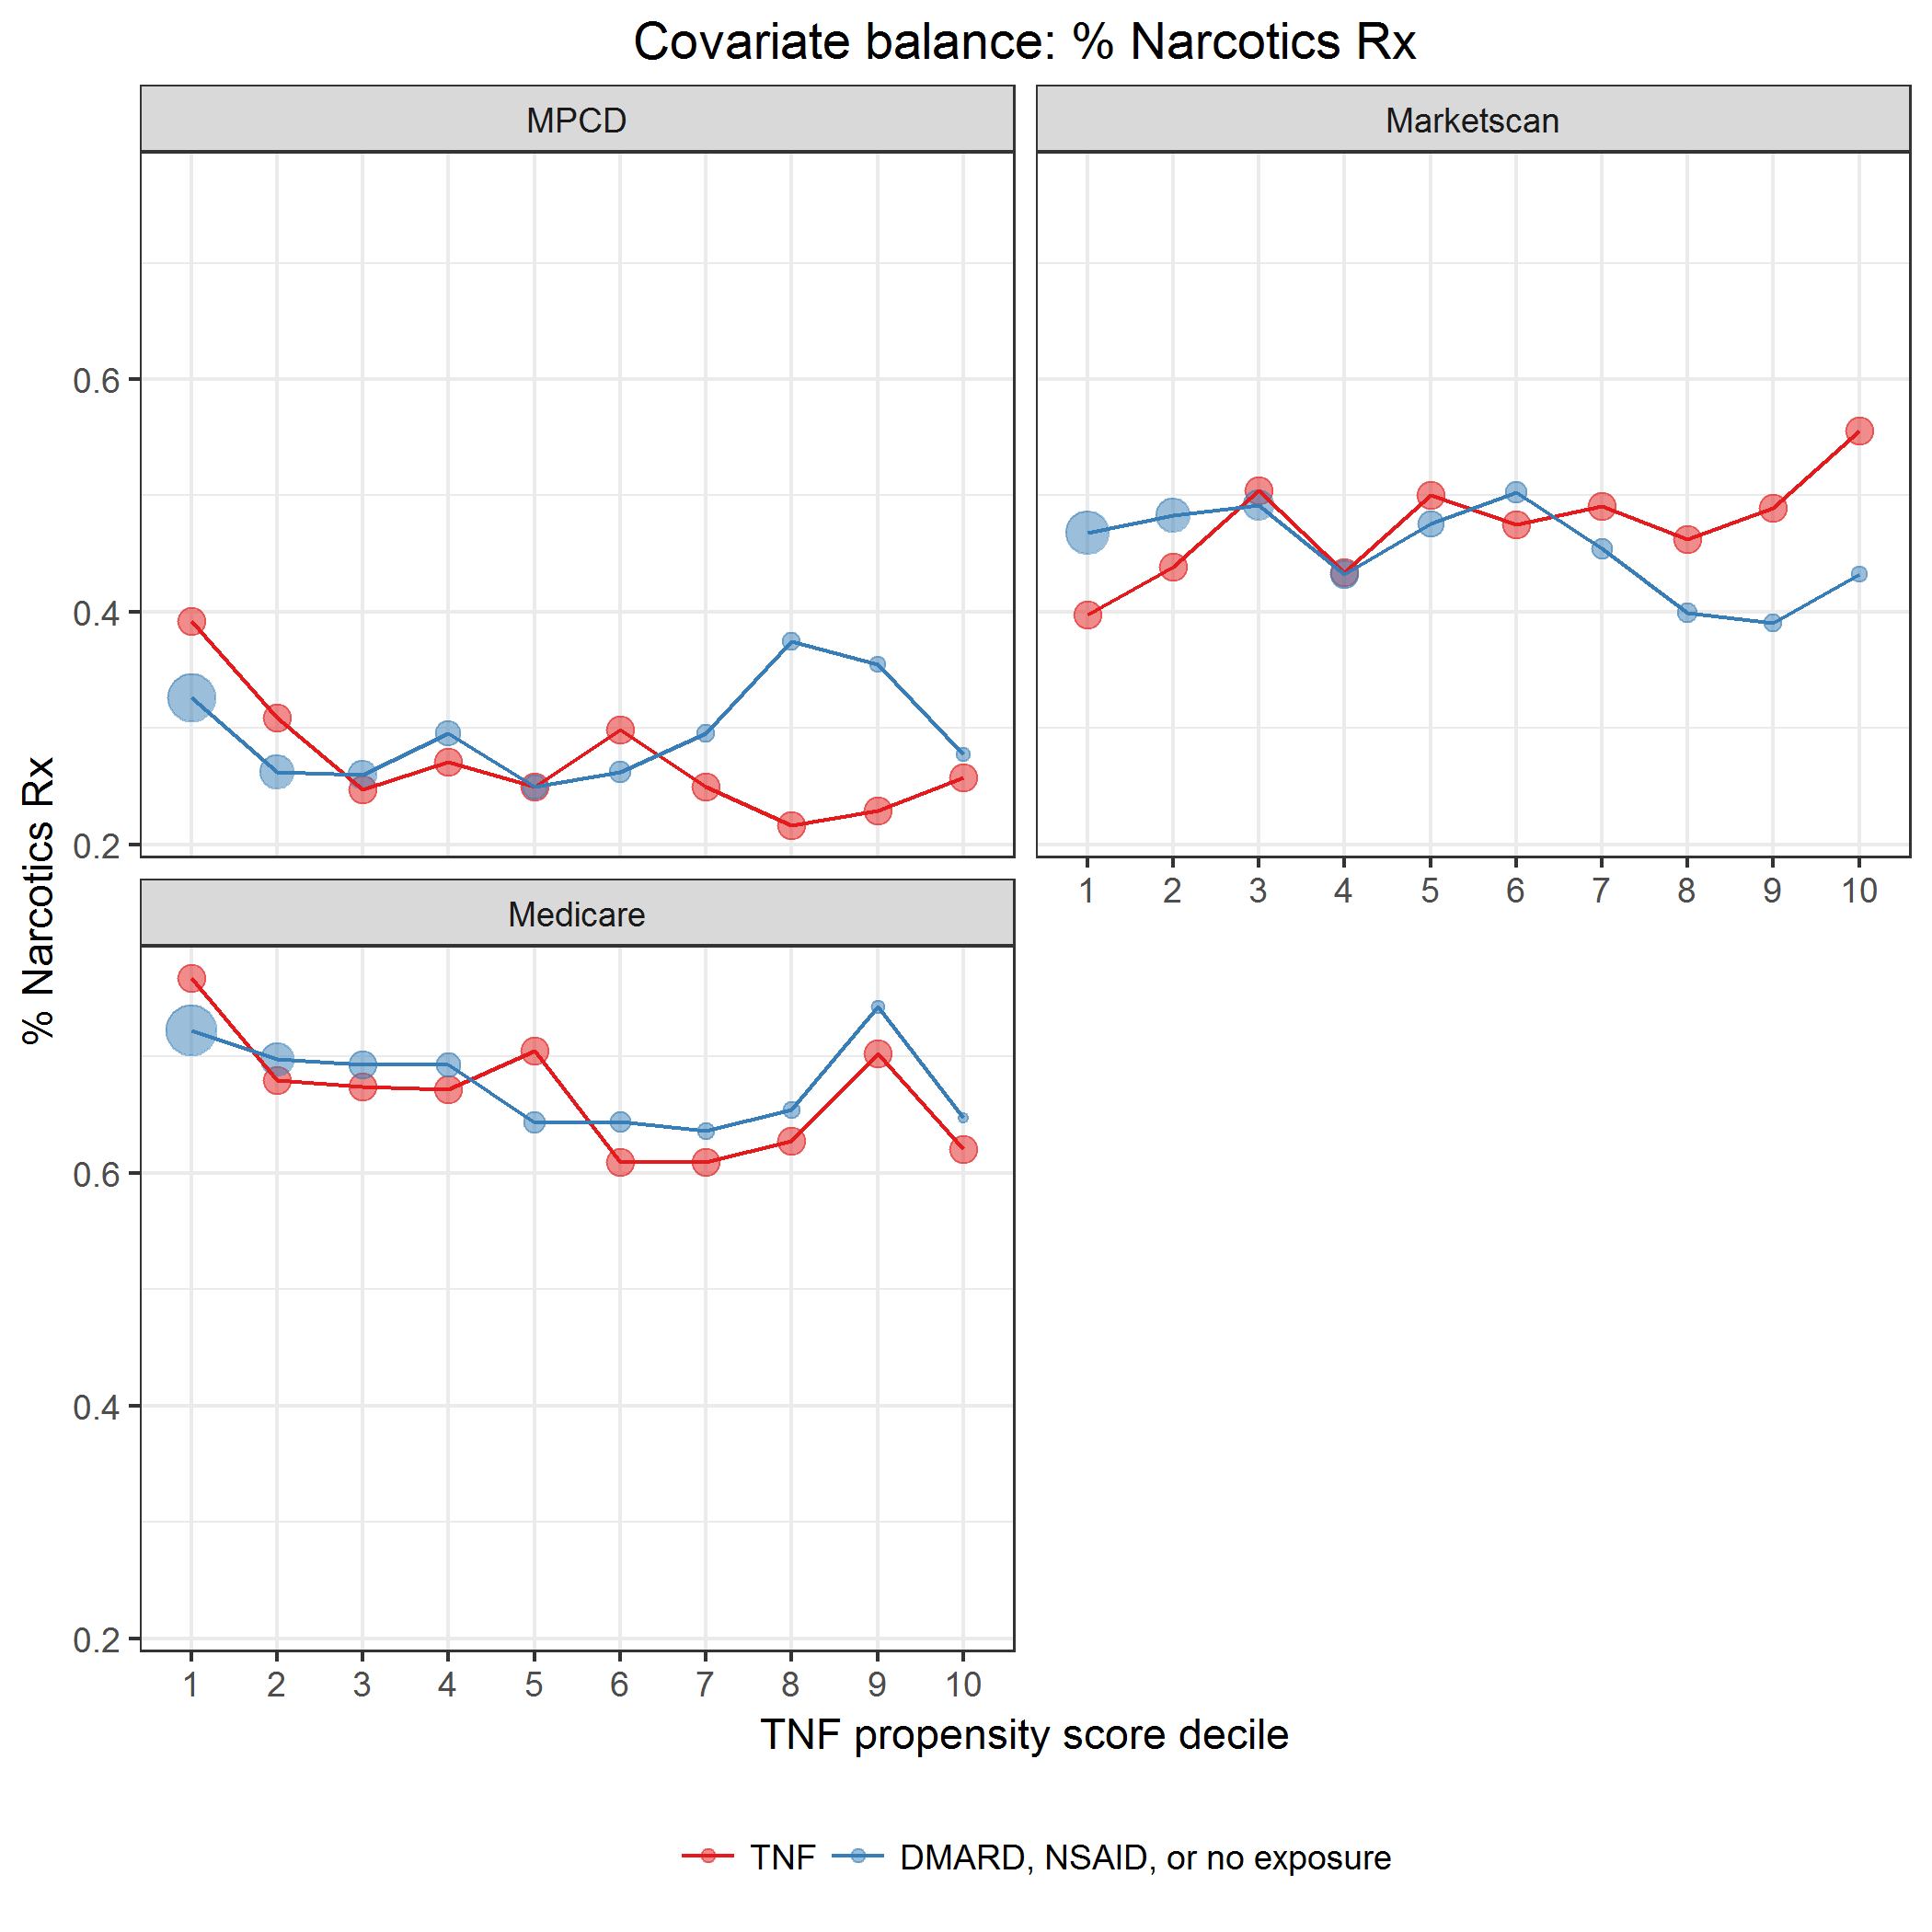 Covariate balance: % Narcotics Rx
MPCD
Marketscan
0.6
0.4
0.2
1 2 3 4 5 6 7 8 9 10
Medicare
% Narcotics Rx
0.6
0.4
0.2
1 2 3 4 5 6 7 8 9 10
TNF propensity score decile
TNF
DMARD, NSAID, or no exposure